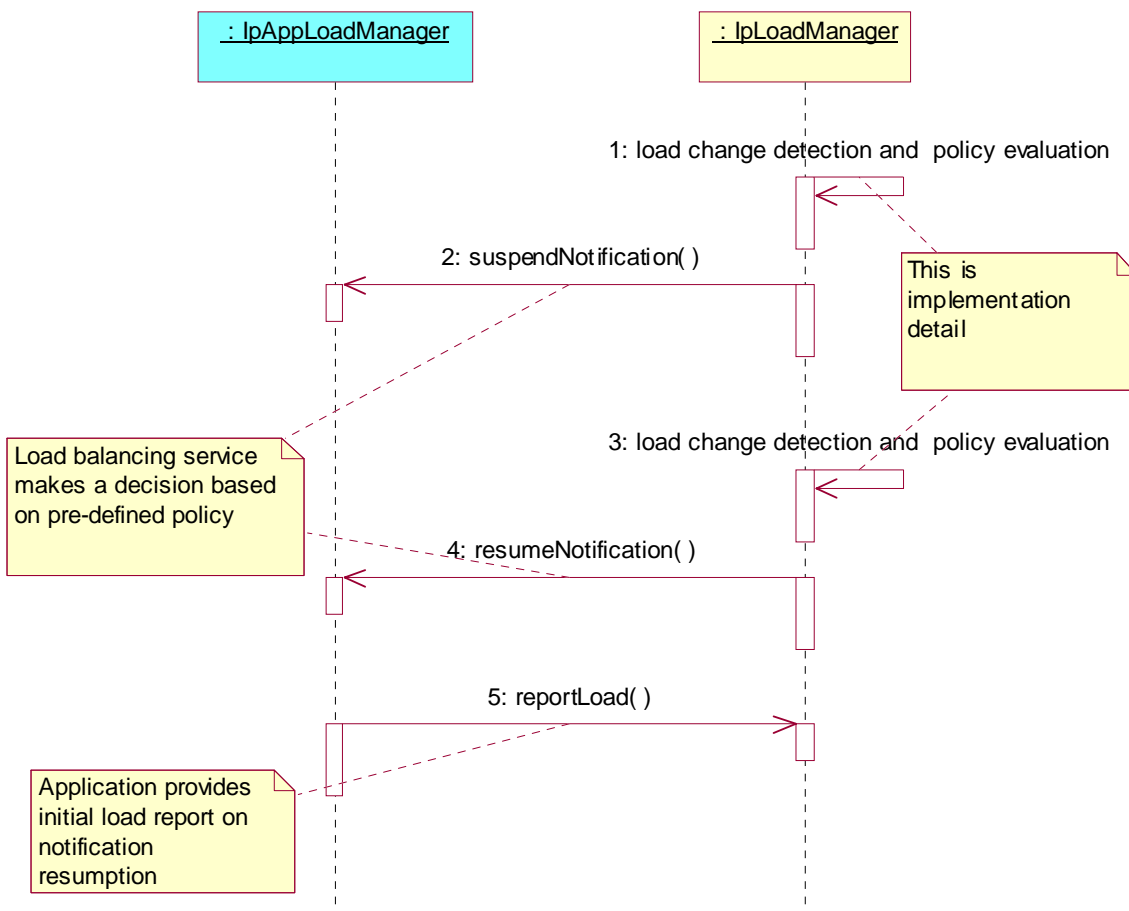 : IpAppLoadManager
: IpLoadManager
1: load change detection and policy evaluation
2: suspendNotification( )
This is
implementation
detail
3: load change detection and policy evaluation
Load balancing service
makes a decision based
on pre-defined policy
4: resumeNotification( )
5: reportLoad( )
Application provides
initial load report on
notification
resumption